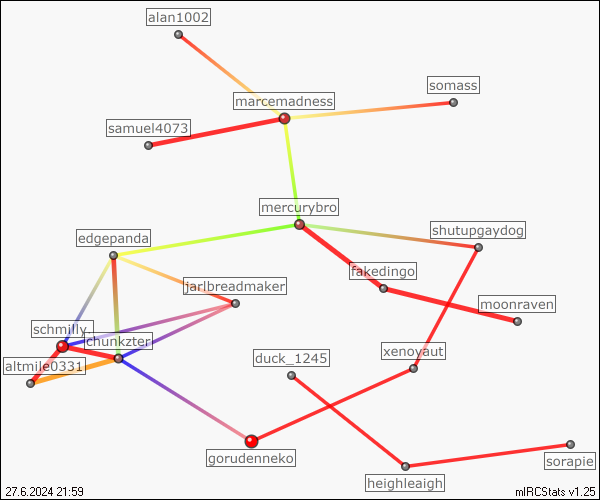 alan1002
somass
marcemadness
samuel4073
mercurybro
shutupgaydog
edgepanda
fakedingo
jarlbreadmaker
moonraven
schmilly_
chunkzter
xenoyaut
duck_1245
altmile0331
gorudenneko
sorapie
heighleaigh
27.6.2024 21:59
mIRCStats v1.25